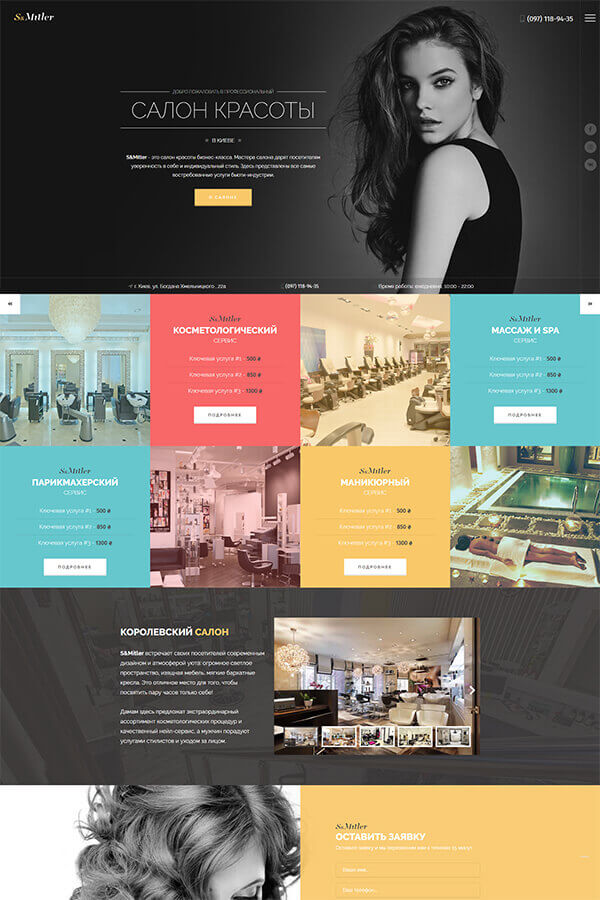 S&Mitler
(097) 118-94-35
ДОБРО ПОЖАЛОВАТЬ В ПРОФЕССИОНАЛЬНЫЙ
САЛОН КРАСОТЫ
В КИЕВЕ
S&Mitler - это салон красоты бизнес-класса. Мастера салона дарят посетителям
уверенность в себе и индивидуальный стиль. Здесь представлены все самые
востребованные услуги бьюти-индустрии.
О САЛОНЕ
г. Киев, ул. Богдана Хмельницкого , 22а
(097) 118-94-35
Время работы: ежедневна, 10:00 - 22:00
S&Mitler
КОСМЕТОЛОГИЧЕСКИЙ
СЕРВИС
Ключевая услуга #1 - 500 ₴
Ключевая услуга #2 - 850 ₴
Ключевая услуга #3 - 1300 ₴
ПОДРОБНЕЕ
S&Mitler
МАССАЖ И SPA
СЕРВИС
Ключевая услуга #1 - 500 ₴
Ключевая услуга #2 - 850 ₴
Ключевая услуга #3 - 1300 ₴
ПОДРОБНЕЕ
S&Mitler
ПАРИКМАХЕРСКИЙ
СЕРВИС
Ключевая услуга #1 - 500 ₴
Ключевая услуга #2 - 850 ₴
Ключевая услуга #3 - 1300 ₴
ПОДРОБНЕЕ
S&Mitler
МАНИКЮРНЫЙ
СЕРВИС
Ключевая услуга #1 - 500 ₴
Ключевая услуга #2 - 850 ₴
Ключевая услуга #3 - 1300 ₴
ПОДРОБНЕЕ
КОРОЛЕВСКИЙ САЛОН
S&Mitler встречает своих посетителей современным
дизайном и атмосферой уюта: огромное светлое
пространство, изящная мебель, мягкие бархатные
кресла. Это отличное место для того, чтобы
посвятить пару часов только себе!
Дамам здесь предложат экстраординарный
ассортимент косметологических процедур и
качественный нейл-сервис, а мужчин порадуют
услугами стилистов и уходом за лицом.
S&Mitler
ОСТАВИТЬ ЗАЯВКУ
Оставьте заявку и мы перезвоним вам в течении 15 минут
Ваше имя...
Ваш телефон...